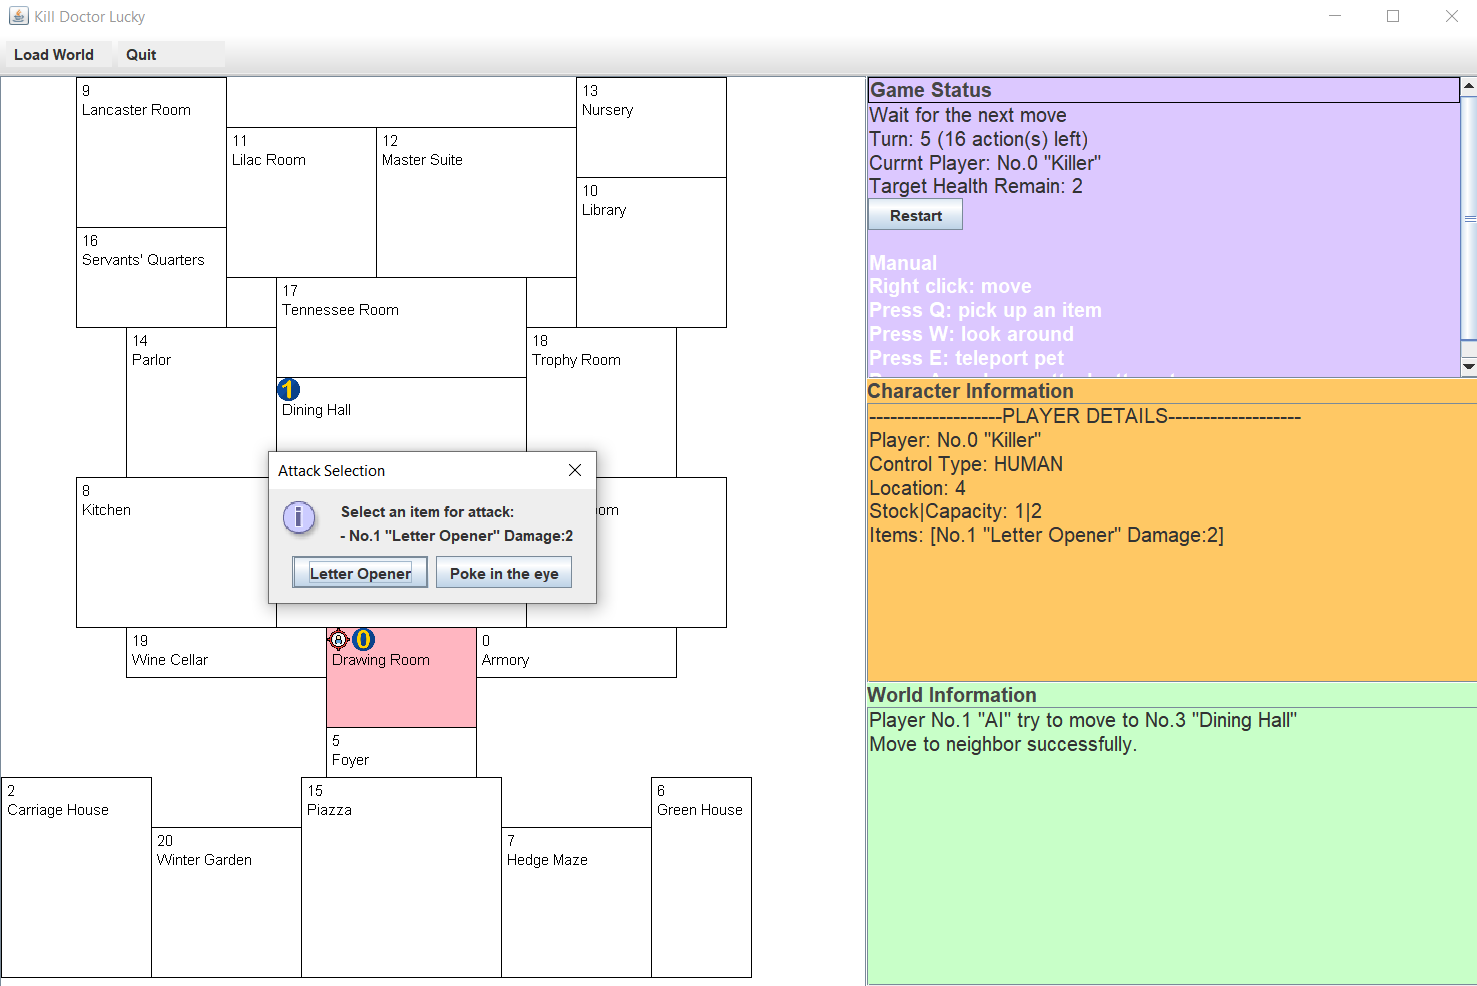 Kill Doctor Lucky
Load World
Quit
9
Lancaster Room
13
Nursery
11
Lilac Room
12
Master Suite
10
Library
16
Servants' Quarters
17
Tennessee Room
14
Parlor
18
Trophy Room
1
Dining Hall
8
Kitchen
Attack Selection
Select an item for attack:
- No.1 "Letter Opener" Damage:2
Letter Opener
Poke in the eye
19
Wine Cellar
0
Drawing Room
0
Armory
5
Foyer
2
Carriage House
15
Piazza
6
Green House
20
Winter Garden
7
Hedge Maze
Game Status
Wait for the next move
Turn: 5 (16 action(s) left)
Currnt Player: No.0 "Killer"
Target Health Remain: 2
Restart
Manual
Right click: move
Press Q: pick up an item
Press W: look around
Press E: teleport pet
Character Information
-------------------PLAYER DETAILS-------------------
Player: No.0 "Killer"
Control Type: HUMAN
Location: 4
Stock|Capacity: 1|2
Items: [No.1 "Letter Opener" Damage:2]
World Information
Player No.1 "AI" try to move to No.3 "Dining Hall"
Move to neighbor successfully.